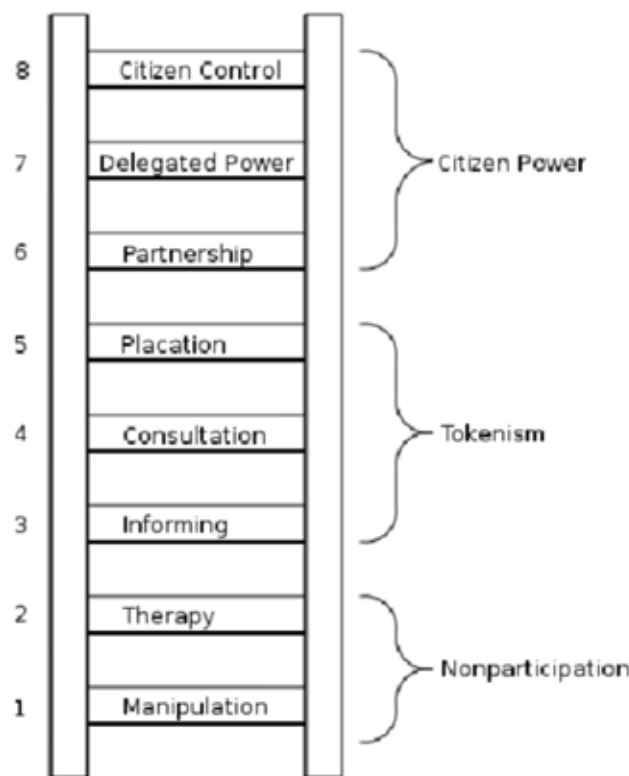 8 Citizen Control
7 Delegated Power
Citizen Power
6 Partnership
5 Placation
4 Consultation
Tokenism
3 Informing
2 Therapy
Nonparticipation
1 Manipulation